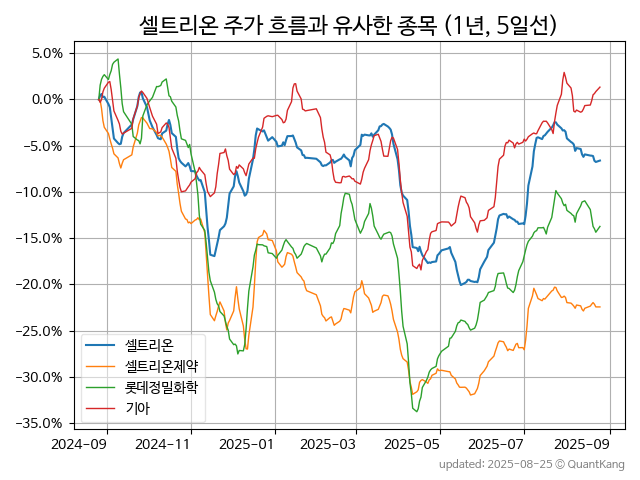 셀트리온 주가 흐름과 유사한 종목 (1년, 5일선)
5.0%
0.0%
−5.0%
−10.0%
−15.0%
−20.0%
−25.0%
−30.0%
−35.0%
셀트리온
셀트리온제약
롯데정밀화학
기아
2024-09 2024-11 2025-01 2025-03 2025-05 2025-07 2025-09
updated: 2025-08-25 © QuantKang